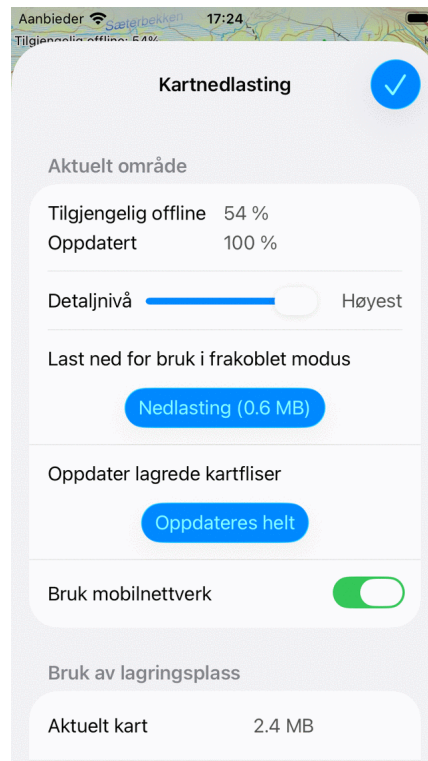 Aanbieder 17:24
Sæterbekken
Tilgjengelig offline: 54%
Kartnedlasting
Aktuelt område
Tilgjengelig offline 54 %
Oppdatert 100 %
Detaljnivå Høyest
Last ned for bruk i frakoblet modus
Nedlasting (0.6 MB)
Oppdater lagrede kartfliser
Oppdateres helt
Bruk mobilnettverk
Bruk av lagringsplass
Aktuelt kart 2.4 MB